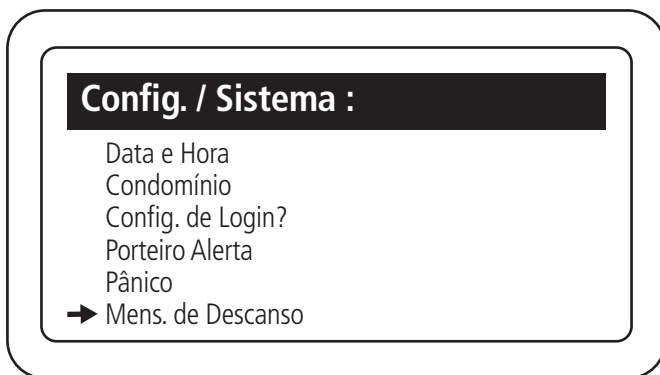 Config. / Sistema :
Data e Hora
Condomínio
Config. de Login?
Porteiro Alerta
Pânico
Mens. de Descanso